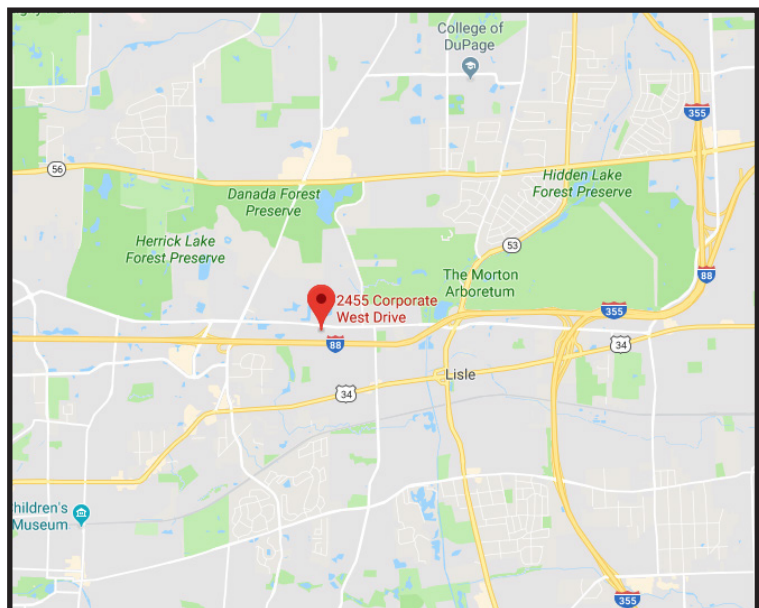 College of
DuPage
355
56
Hidden Lake
Forest Preserve
Danada Forest
Preserve
Herrick Lake
Forest Preserve
53
The Morton
Arboretum
88
2455 Corporate
West Drive
355
88
34
34
Lisle
hildren's
Museum
355